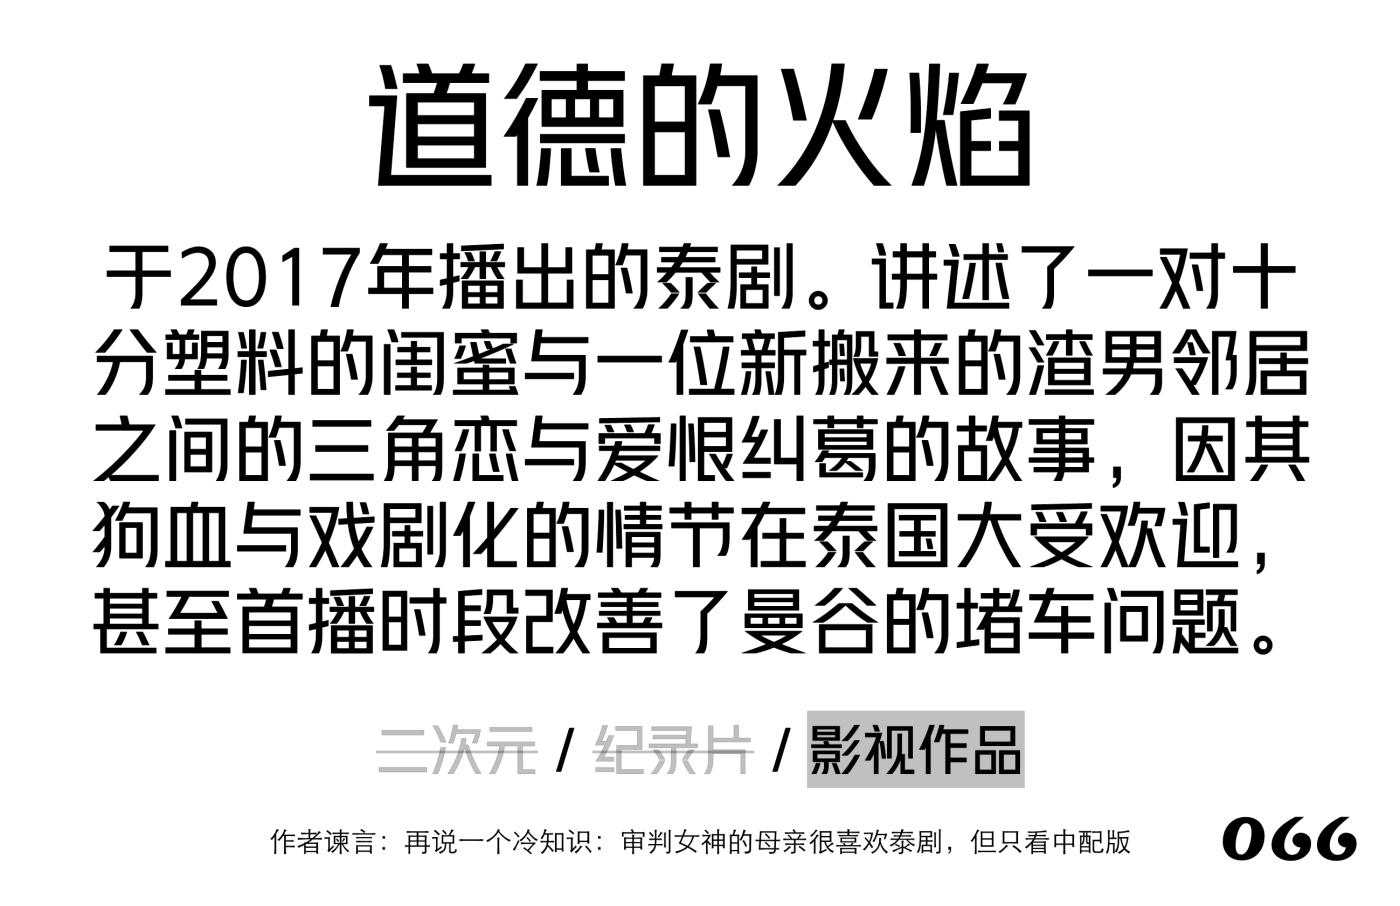 道德的火焰
于2017年播出的泰剧。讲述了一对十
分塑料的闺蜜与一位新搬来的渣男邻居
之间的三角恋与爱恨纠葛的故事，因其
狗血与戏剧化的情节在泰国大受欢迎，
甚至首播时段改善了曼谷的堵车问题。
二次元 / 纪录片 / 影视作品
作者谏言：再说一个冷知识：审判女神的母亲很喜欢泰剧，但只看中配版
066